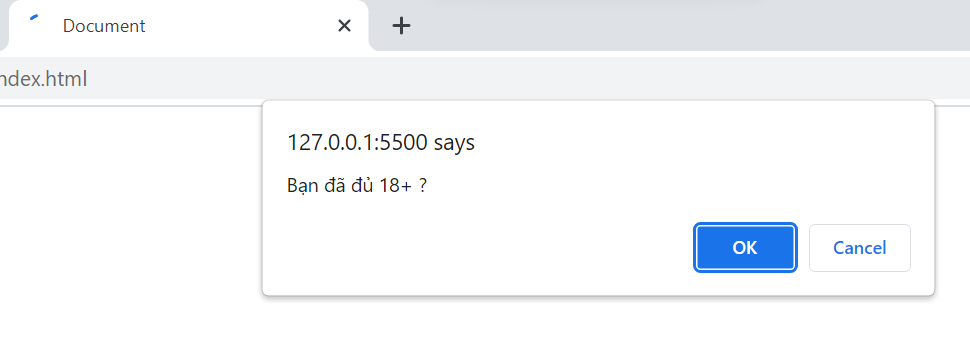 Document
ndex.html
127.0.0.1:5500 says
Bạn đã đủ 18+ ?
OK Cancel